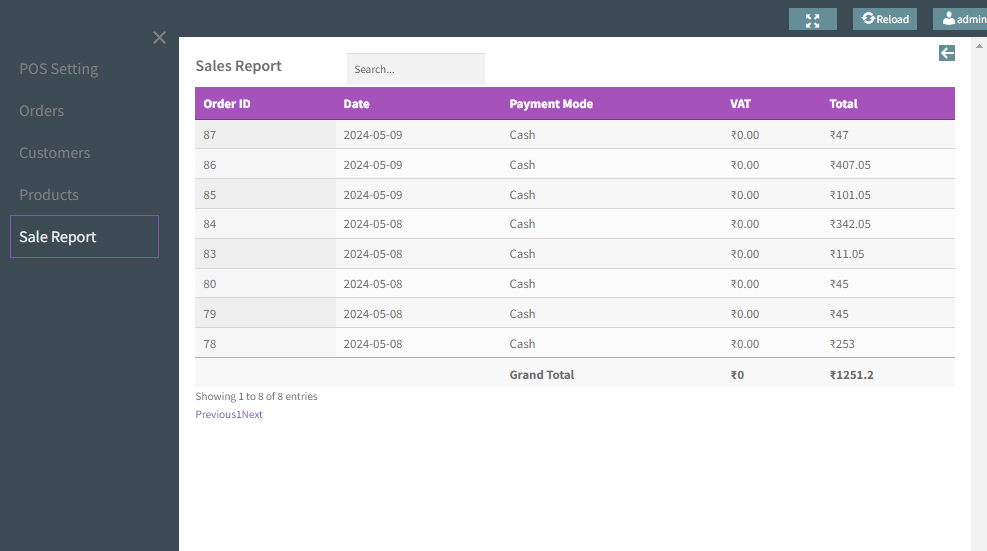 Reload
admin
POS Setting
Orders
Customers
Products
Sale Report
Sales Report
Search...
Order ID Date Payment Mode VAT Total
87 2024-05-09 Cash ₹0.00 ₹47
86 2024-05-09 Cash ₹0.00 ₹407.05
85 2024-05-09 Cash ₹0.00 ₹101.05
84 2024-05-08 Cash ₹0.00 ₹342.05
83 2024-05-08 Cash ₹0.00 ₹11.05
80 2024-05-08 Cash ₹0.00 ₹45
79 2024-05-08 Cash ₹0.00 ₹45
78 2024-05-08 Cash ₹0.00 ₹253
Grand Total ₹0 ₹1251.2
Showing 1 to 8 of 8 entries
Previous1Next